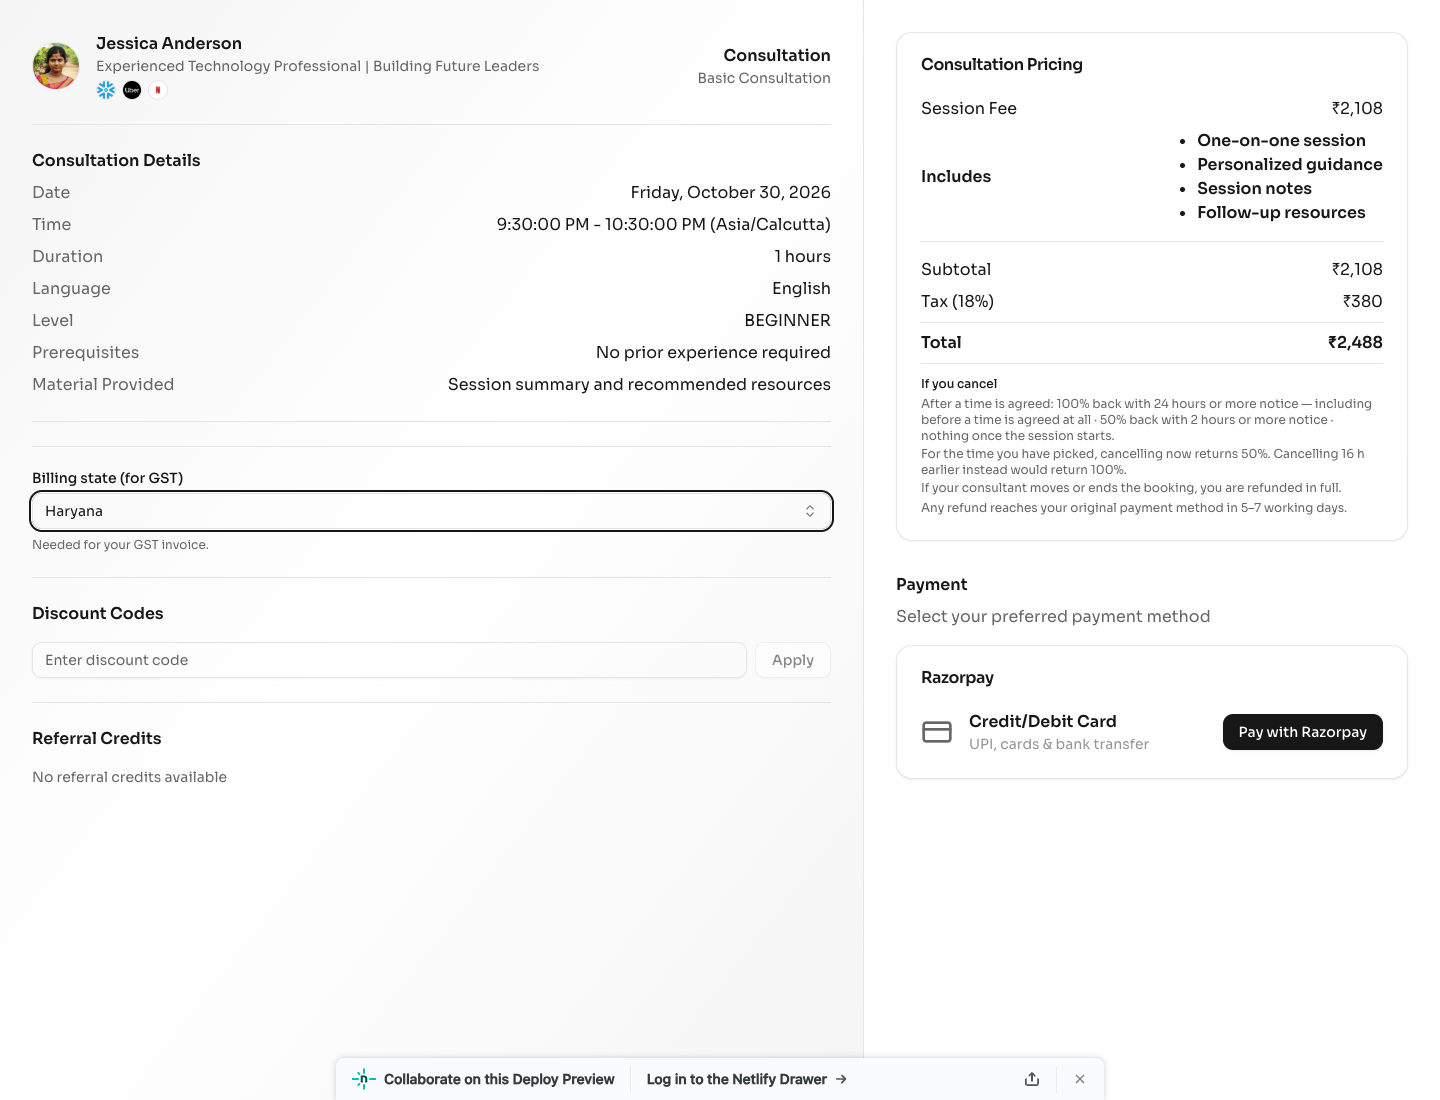 Jessica Anderson
Experienced Technology Professional | Building Future Leaders
Uber
N
Consultation
Basic Consultation
Consultation Details
Date Friday, October 30, 2026
Time 9:30:00 PM - 10:30:00 PM (Asia/Calcutta)
Duration 1 hours
Language English
Level BEGINNER
Prerequisites No prior experience required
Material Provided Session summary and recommended resources
Billing state (for GST)
Haryana
Needed for your GST invoice.
Discount Codes
Enter discount code Apply
Referral Credits
No referral credits available
Consultation Pricing
Session Fee ₹2,108
Includes
• One-on-one session
• Personalized guidance
• Session notes
• Follow-up resources
Subtotal ₹2,108
Tax (18%) ₹380
Total ₹2,488
If you cancel
After a time is agreed: 100% back with 24 hours or more notice — including
before a time is agreed at all · 50% back with 2 hours or more notice ·
nothing once the session starts.
For the time you have picked, cancelling now returns 50%. Cancelling 16 h
earlier instead would return 100%.
If your consultant moves or ends the booking, you are refunded in full.
Any refund reaches your original payment method in 5–7 working days.
Payment
Select your preferred payment method
Razorpay
Credit/Debit Card
UPI, cards & bank transfer
Pay with Razorpay
n Collaborate on this Deploy Preview Log in to the Netlify Drawer →